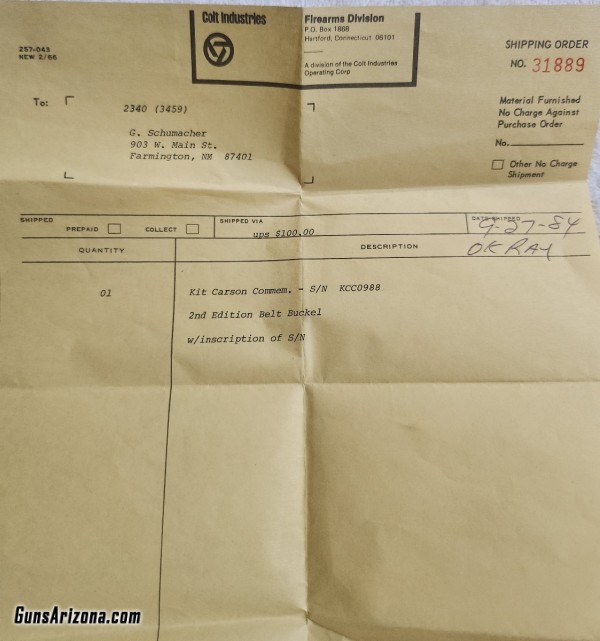 Colt Industries
Firearms Division
P.O. Box 1868
Hartford, Connecticut 06101
A division of the Colt Industries
Operating Corp
257-043
NEW 2/66
SHIPPING ORDER
NO. 31889
To:
2340 (3459)
G. Schumacher
903 W. Main St.
Farmington, NM 87401
Material Furnished
No Charge Against
Purchase Order
No.
Other No Charge
Shipment
SHIPPED
PREPAID
COLLECT
SHIPPED VIA
ups $100.00
DATE SHIPPED
9-27-84
QUANTITY
DESCRIPTION
OK RAY
01
Kit Carson Commem. - S/N KCC0988
2nd Edition Belt Buckel
w/inscription of S/N
GunsArizona.com